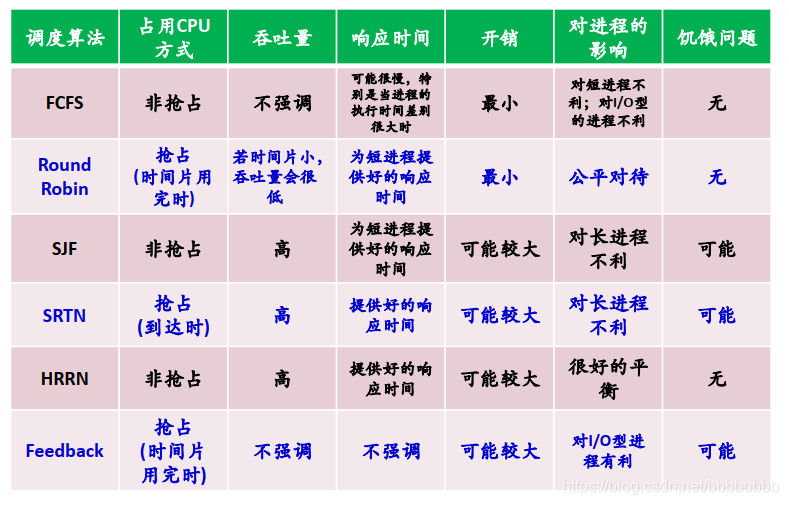 调度算法
占用CPU
方式
吞吐量
响应时间
开销
对进程的
影响
饥饿问题
FCFS
非抢占
不强调
可能很慢，特
别是当进程的
执行时间差别
很大时
最小
对短进程不
利；对I/O型
的进程不利
无
Round
Robin
抢占
(时间片用
完时)
若时间片小，
吞吐量会很
低
为短进程提
供好的响应
时间
最小
公平对待
无
SJF
非抢占
高
为短进程提
供好的响应
时间
可能较大
对长进程
不利
可能
SRTN
抢占
(到达时)
高
提供好的响
应时间
可能较大
对长进程
不利
可能
HRRN
非抢占
高
提供好的响
应时间
可能较大
很好的平
衡
无
Feedback
抢占
(时间片
用完时)
不强调
不强调
可能较大
对I/O型进
程有利
可能
https://blog.csdn.net/bbbbobbb